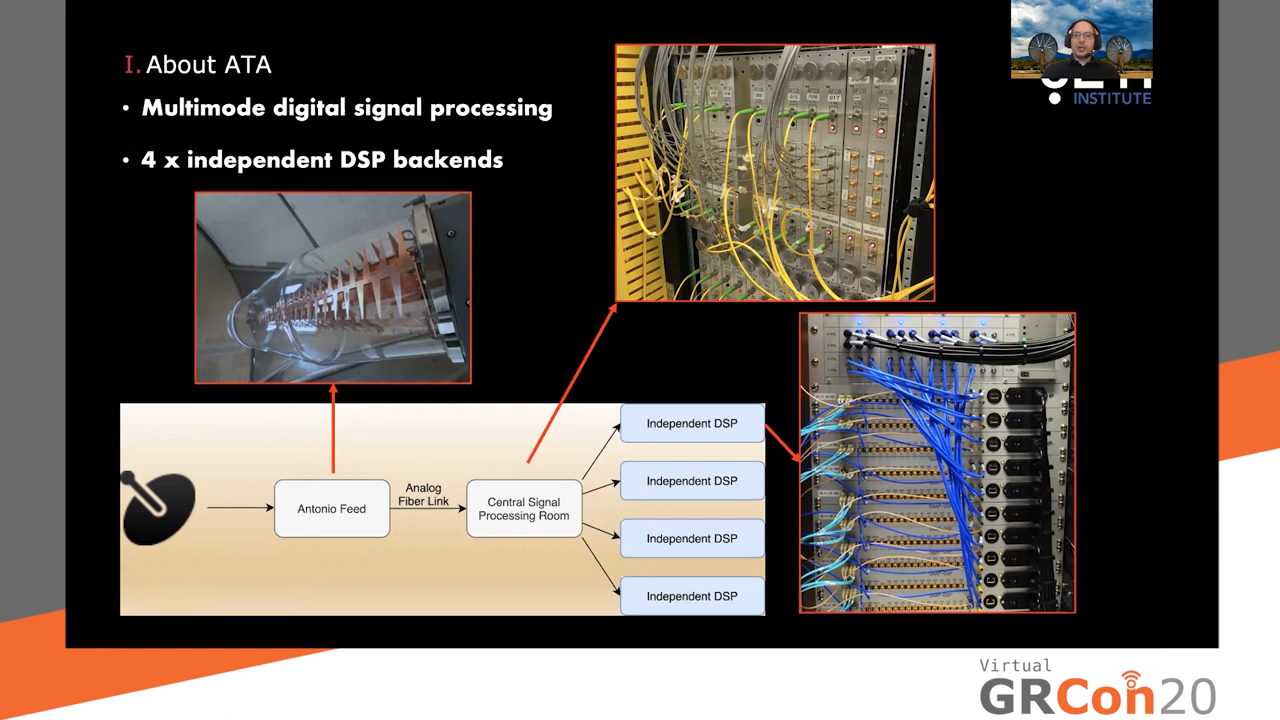 I. About ATA
• Multimode digital signal processing
• 4 x independent DSP backends
INSTITUTE
Antonio Feed
Analog
Fiber Link
Central Signal
Processing Room
Independent DSP
Independent DSP
Independent DSP
Independent DSP
Virtual
GRCon20